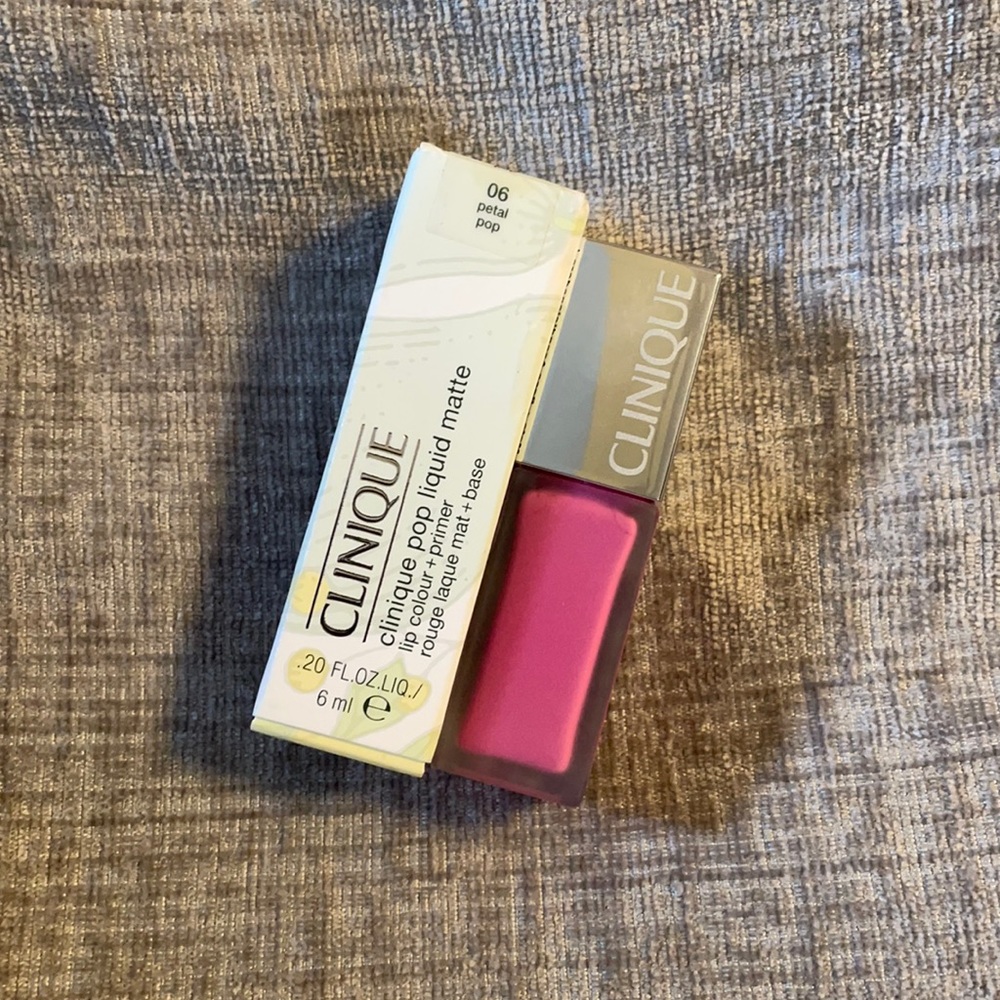 06
petal
pop
CLINIQUE
clinique pop liquid matte
lip colour + primer
rouge laque mat + base
.20 FL.OZ.LIQ./
6 ml e
CLINIQUE